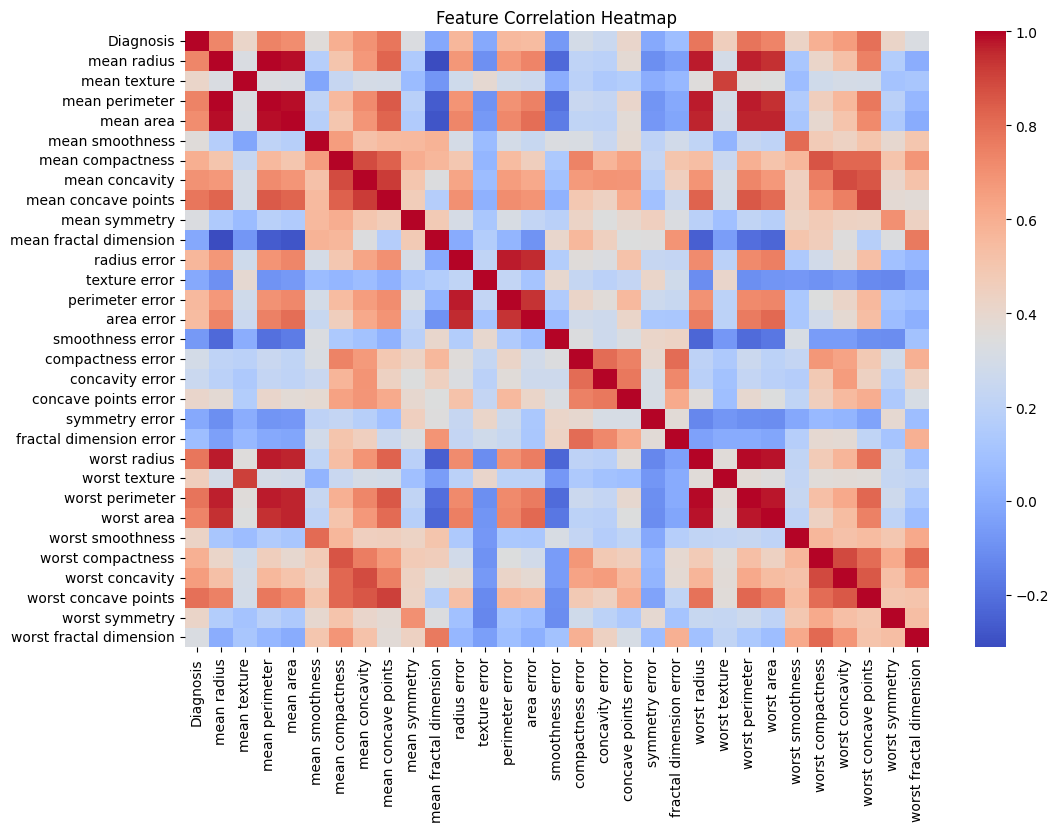 Feature Correlation Heatmap
Diagnosis
mean radius
mean texture
mean perimeter
mean area
mean smoothness
mean compactness
mean concavity
mean concave points
mean symmetry
mean fractal dimension
radius error
texture error
perimeter error
area error
smoothness error
compactness error
concavity error
concave points error
symmetry error
fractal dimension error
worst radius
worst texture
worst perimeter
worst area
worst smoothness
worst compactness
worst concavity
worst concave points
worst symmetry
worst fractal dimension
Diagnosis
mean radius
mean texture
mean perimeter
mean area
mean smoothness
mean compactness
mean concavity
mean concave points
mean symmetry
mean fractal dimension
radius error
texture error
perimeter error
area error
smoothness error
compactness error
concavity error
concave points error
symmetry error
fractal dimension error
worst radius
worst texture
worst perimeter
worst area
worst smoothness
worst compactness
worst concavity
worst concave points
worst symmetry
worst fractal dimension
1.0
0.8
0.6
0.4
0.2
0.0
−0.2